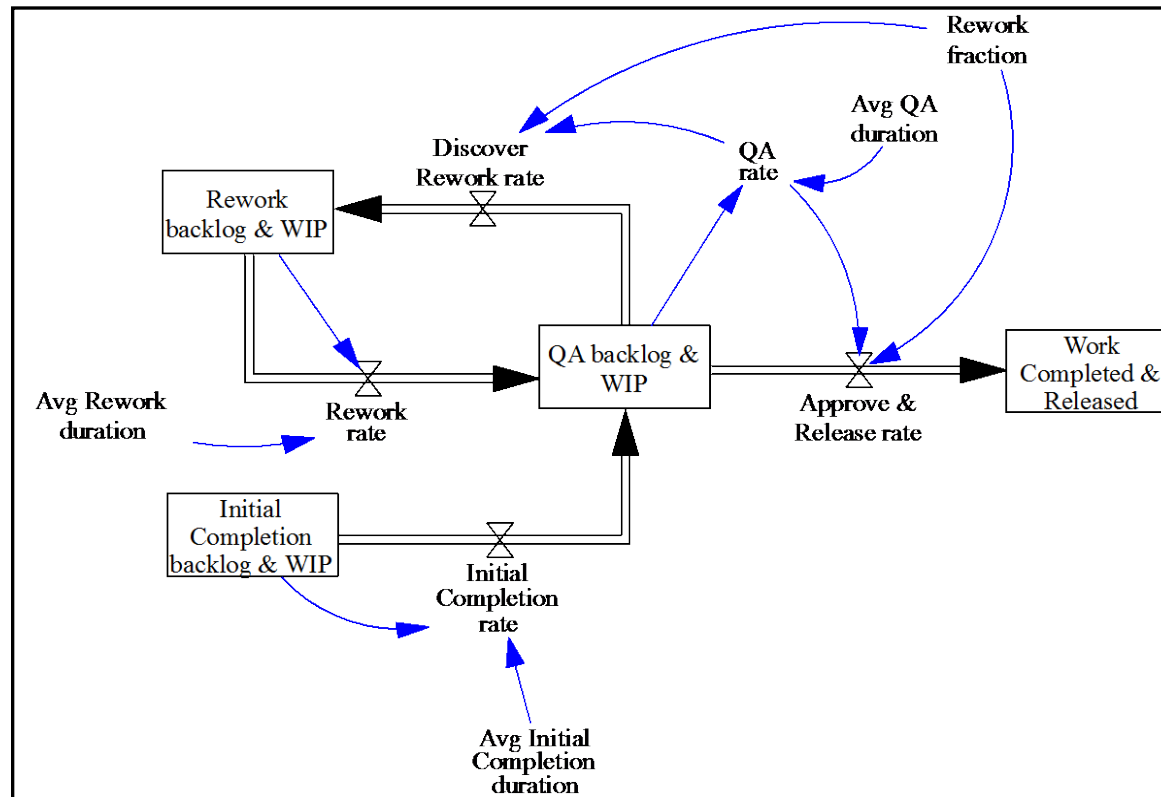 Rework
fraction
Avg QA
duration
Discover
Rework rate
QA
rate
Rework
backlog & WIP
QA backlog &
WIP
Work
Completed &
Released
Avg Rework
duration
Rework
rate
Approve &
Release rate
Initial
Completion
backlog & WIP
Initial
Completion
rate
Avg Initial
Completion
duration